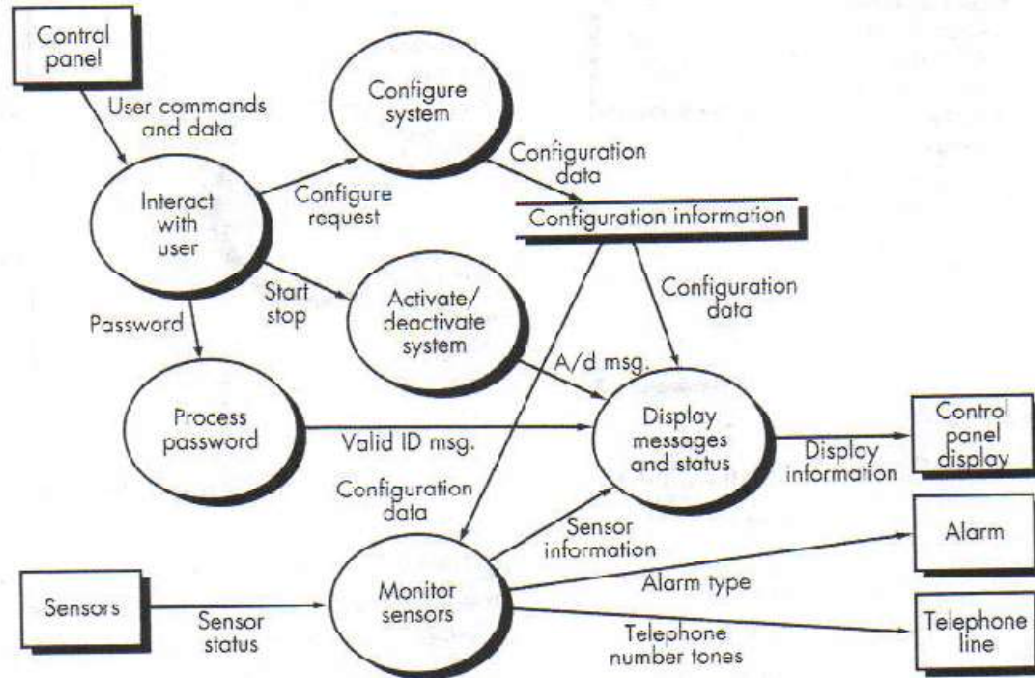 Control
panel
User commands
and data
Configure
system
Configuration
data
Interact
with
user
Configure
request
Configuration information
Start
stop
Activate/
deactivate
system
Configuration
data
Password
A/d msg.
Process
password
Valid ID msg.
Display
messages
and status
Control
panel
display
Display
information
Configuration
data
Sensor
information
Alarm
Alarm type
Sensors
Sensor
status
Monitor
sensors
Telephone
number tones
Telephone
line